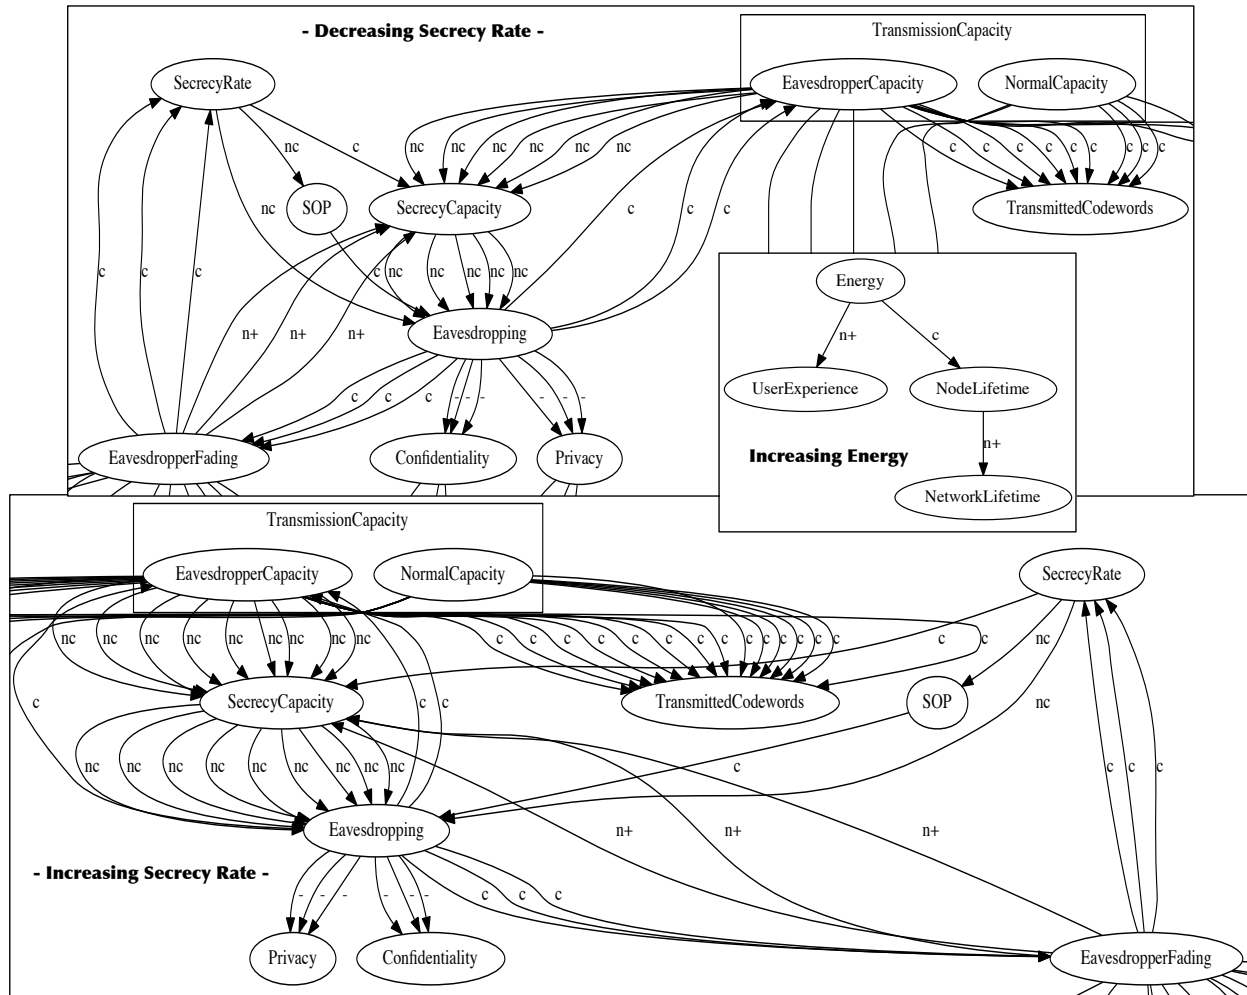 - Decreasing Secrecy Rate -
TransmissionCapacity
SecrecyRate
EavesdropperCapacity
NormalCapacity
nc c nc nc nc nc nc nc c c c c c c c c
SOP
SecrecyCapacity
TransmittedCodewords
nc c c c
c c c c nc nc nc nc nc
Energy
n+ n+ n+
Eavesdropping
n+ c
UserExperience
NodeLifetime
c c c - - - - - -
n+
EavesdropperFading
Confidentiality
Privacy
Increasing Energy
NetworkLifetime
TransmissionCapacity
EavesdropperCapacity
NormalCapacity
SecrecyRate
nc nc nc nc nc nc nc nc nc c c c c c c c c c c c c c c nc
SecrecyCapacity
TransmittedCodewords
SOP
c c c nc
nc nc nc nc nc nc nc nc c c c c
Eavesdropping
n+ n+ n+
- Increasing Secrecy Rate -
- - - - - - c c c
Privacy
Confidentiality
EavesdropperFading